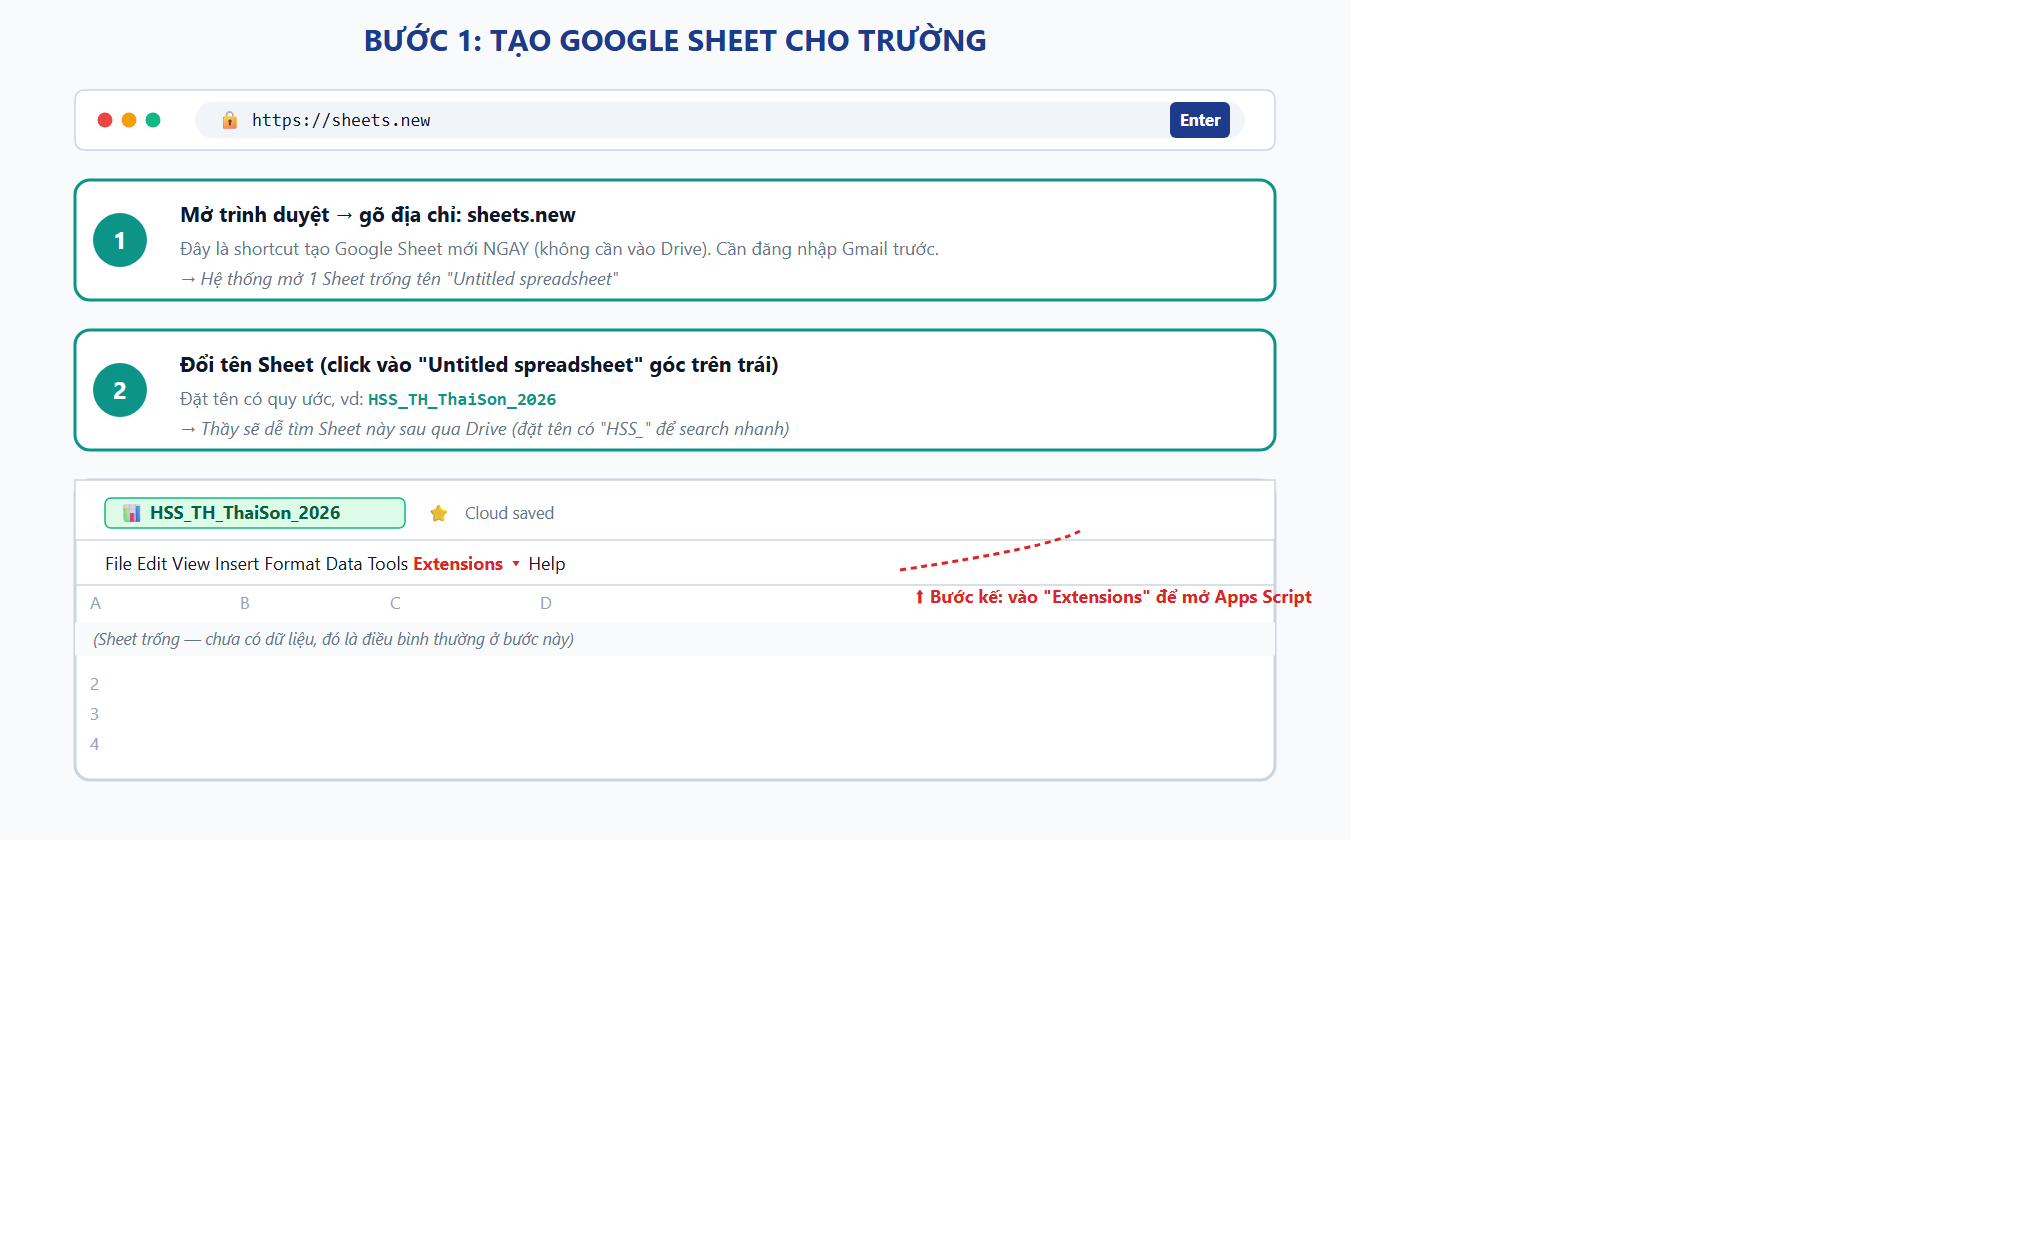 BƯỚC 1: TẠO GOOGLE SHEET CHO TRƯỜNG
https://sheets.new
Enter
1
Mở trình duyệt → gõ địa chỉ: sheets.new
Đây là shortcut tạo Google Sheet mới NGAY (không cần vào Drive). Cần đăng nhập Gmail trước.
→ Hệ thống mở 1 Sheet trống tên "Untitled spreadsheet"
2
Đổi tên Sheet (click vào "Untitled spreadsheet" góc trên trái)
Đặt tên có quy ước, vd: HSS_TH_ThaiSon_2026
→ Thầy sẽ dễ tìm Sheet này sau qua Drive (đặt tên có "HSS_" để search nhanh)
HSS_TH_ThaiSon_2026
Cloud saved
File Edit View Insert Format Data Tools Extensions ▾ Help
A B C D
⬆ Bước kế: vào "Extensions" để mở Apps Script
(Sheet trống — chưa có dữ liệu, đó là điều bình thường ở bước này)
2
3
4